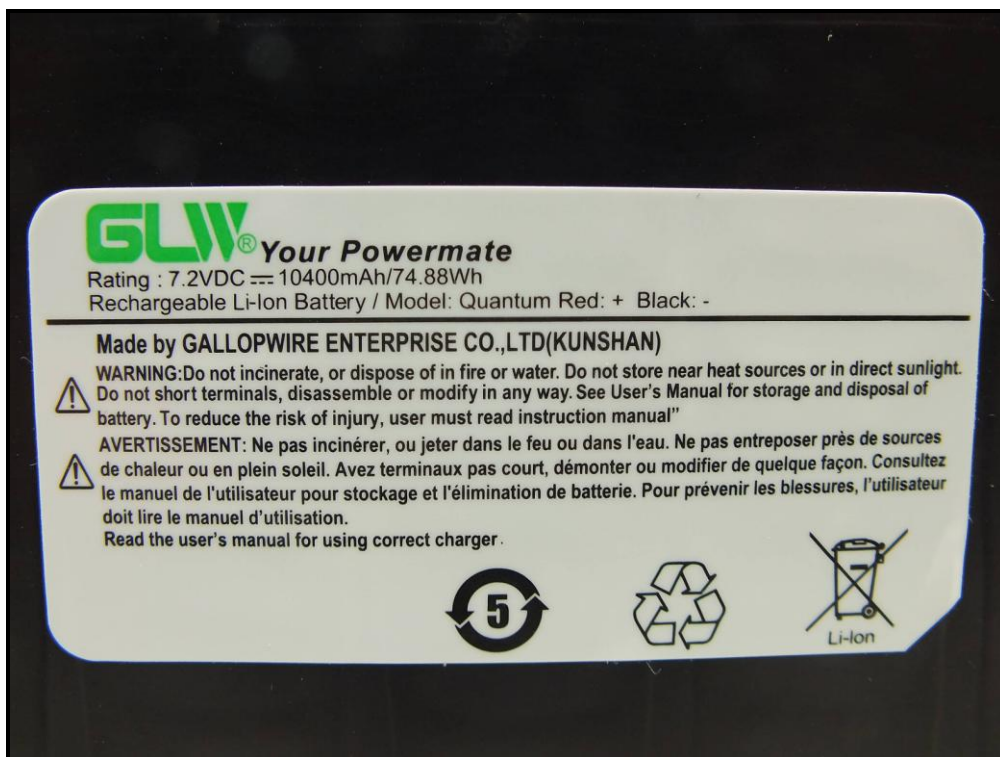 GLW® Your Powermate
Rating : 7.2VDC ⎓ 10400mAh/74.88Wh
Rechargeable Li-Ion Battery / Model: Quantum Red: + Black: -
Made by GALLOPWIRE ENTERPRISE CO.,LTD(KUNSHAN)
WARNING:Do not incinerate, or dispose of in fire or water. Do not store near heat sources or in direct sunlight.
Do not short terminals, disassemble or modify in any way. See User's Manual for storage and disposal of
battery. To reduce the risk of injury, user must read instruction manual"
AVERTISSEMENT: Ne pas incinérer, ou jeter dans le feu ou dans l'eau. Ne pas entreposer près de sources
de chaleur ou en plein soleil. Avez terminaux pas court, démonter ou modifier de quelque façon. Consultez
le manuel de l'utilisateur pour stockage et l'élimination de batterie. Pour prévenir les blessures, l'utilisateur
doit lire le manuel d'utilisation.
Read the user's manual for using correct charger.
5
Li-Ion